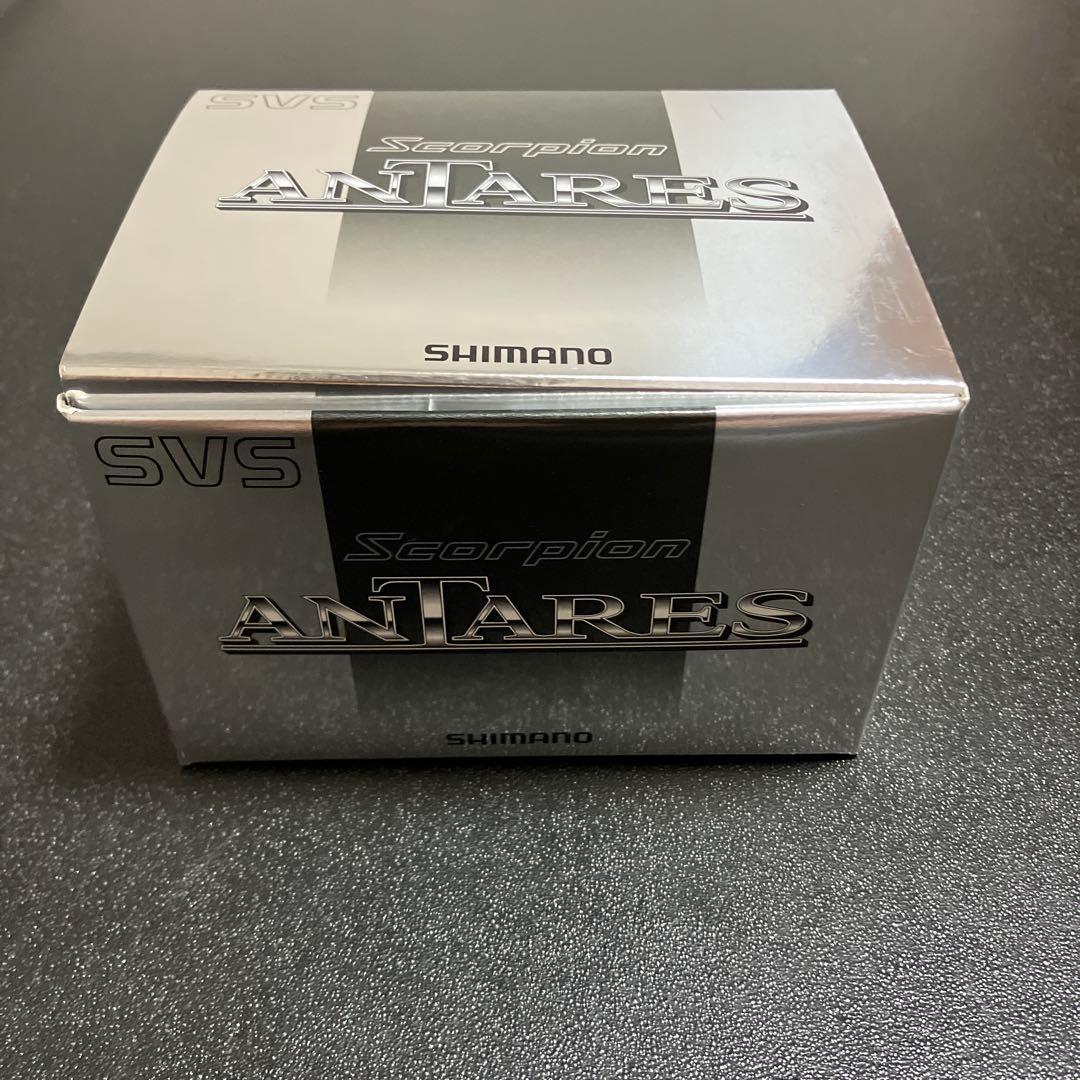 SVS
Scorpion
ANTARES
SHIMANO
SVS
Scorpion
ANTARES
SHIMANO